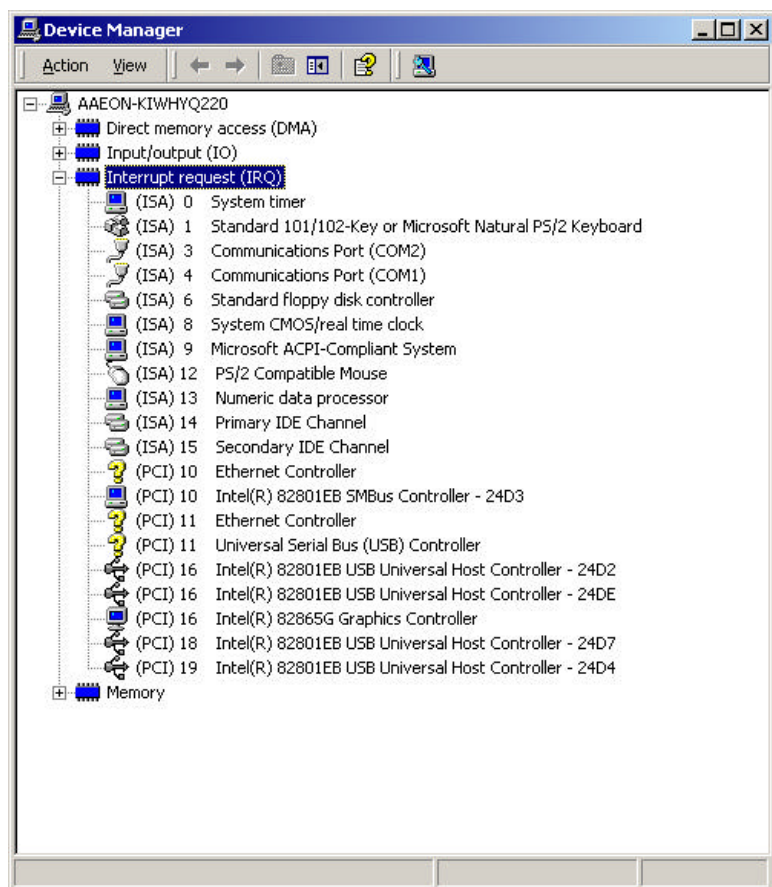 Device Manager
Action View
AAEON-KIWHYQ220
Direct memory access (DMA)
Input/output (IO)
Interrupt request (IRQ)
(ISA) 0 System timer
(ISA) 1 Standard 101/102-Key or Microsoft Natural PS/2 Keyboard
(ISA) 3 Communications Port (COM2)
(ISA) 4 Communications Port (COM1)
(ISA) 6 Standard floppy disk controller
(ISA) 8 System CMOS/real time clock
(ISA) 9 Microsoft ACPI-Compliant System
(ISA) 12 PS/2 Compatible Mouse
(ISA) 13 Numeric data processor
(ISA) 14 Primary IDE Channel
(ISA) 15 Secondary IDE Channel
(PCI) 10 Ethernet Controller
(PCI) 10 Intel(R) 82801EB SMBus Controller - 24D3
(PCI) 11 Ethernet Controller
(PCI) 11 Universal Serial Bus (USB) Controller
(PCI) 16 Intel(R) 82801EB USB Universal Host Controller - 24D2
(PCI) 16 Intel(R) 82801EB USB Universal Host Controller - 24DE
(PCI) 16 Intel(R) 82865G Graphics Controller
(PCI) 18 Intel(R) 82801EB USB Universal Host Controller - 24D7
(PCI) 19 Intel(R) 82801EB USB Universal Host Controller - 24D4
Memory